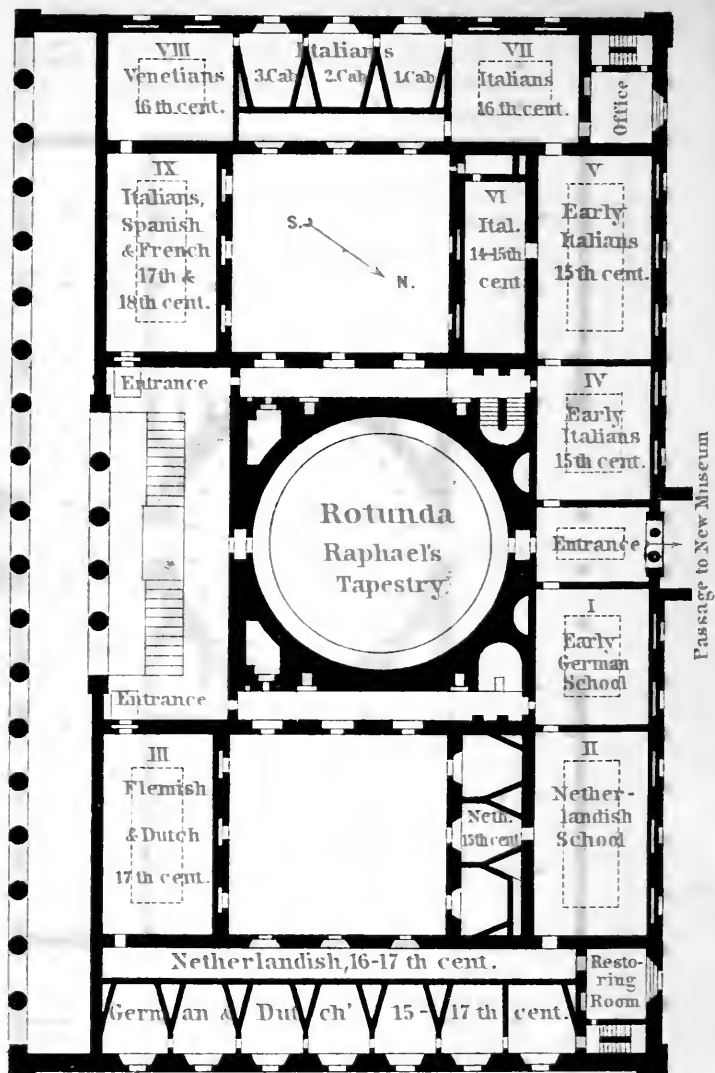 VIII
Venetians
16th cent.
Italians
3.Cab.
2.Cab.
1.Cab.
VII
Italians
16th cent.
Office
IX
Italians,
Spanish
& French
17th &
18th cent.
S.
N.
VI
Ital.
14-15th
cent.
V
Early
Italians
15th cent.
Entrance
IV
Early
Italians
15th cent.
Rotunda
Raphael's
Tapestry
Entrance
Passage to New Museum
I
Early
German
School
Entrance
III
Flemish
& Dutch
17th cent.
Neth.
15th cent.
II
Nether-
landish
School
Netherlandish, 16-17th cent.
Resto-
ring
Room
German & Dutch 15-17th cent.